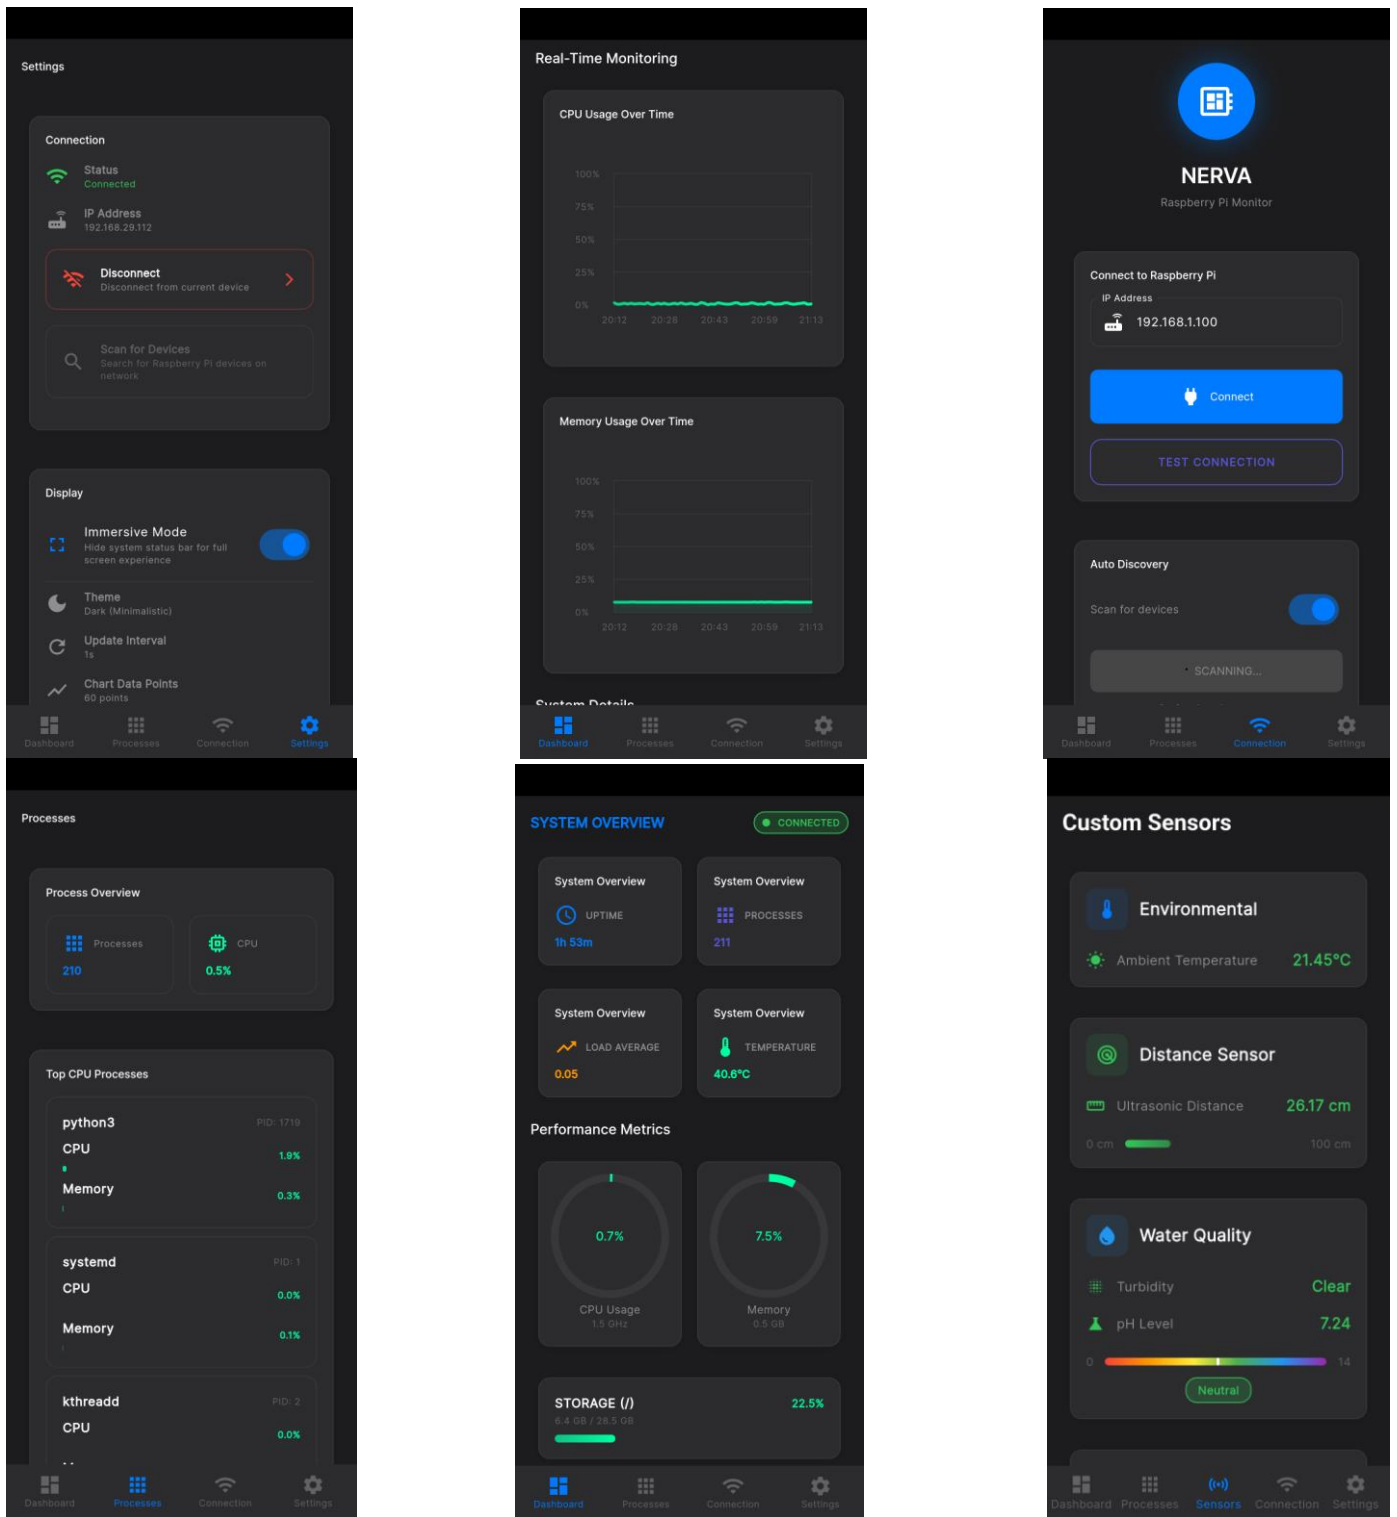 Settings
Connection
Status
Connected
IP Address
192.168.29.112
Disconnect
Disconnect from current device
Scan for Devices
Search for Raspberry Pi devices on
network
Display
Immersive Mode
Hide system status bar for full
screen experience
Theme
Dark (Minimalistic)
Update Interval
1s
Chart Data Points
60 points
Dashboard Processes Connection Settings
Real-Time Monitoring
CPU Usage Over Time
100%
75%
50%
25%
0%
20:12 20:28 20:43 20:59 21:13
Memory Usage Over Time
100%
75%
50%
25%
0%
20:12 20:28 20:43 20:59 21:13
System Details
Dashboard Processes Connection Settings
NERVA
Raspberry Pi Monitor
Connect to Raspberry Pi
IP Address
192.168.1.100
Connect
TEST CONNECTION
Auto Discovery
Scan for devices
SCANNING...
Dashboard Processes Connection Settings
Processes
Process Overview
Processes CPU
210 0.5%
Top CPU Processes
python3 PID: 1719
CPU
1.9%
Memory
0.3%
systemd PID: 1
CPU
0.0%
Memory
0.1%
kthreadd PID: 2
CPU
0.0%
Dashboard Processes Connection Settings
SYSTEM OVERVIEW CONNECTED
System Overview System Overview
UPTIME PROCESSES
1h 53m 211
System Overview System Overview
LOAD AVERAGE TEMPERATURE
0.05 40.6°C
Performance Metrics
0.7% 7.5%
CPU Usage Memory
1.5 GHz 0.5 GB
STORAGE (/) 22.5%
6.4 GB / 28.5 GB
Dashboard Processes Connection Settings
Custom Sensors
Environmental
Ambient Temperature 21.45°C
Distance Sensor
Ultrasonic Distance 26.17 cm
0 cm 100 cm
Water Quality
Turbidity Clear
pH Level 7.24
0 14
Neutral
Dashboard Processes Sensors Connection Settings